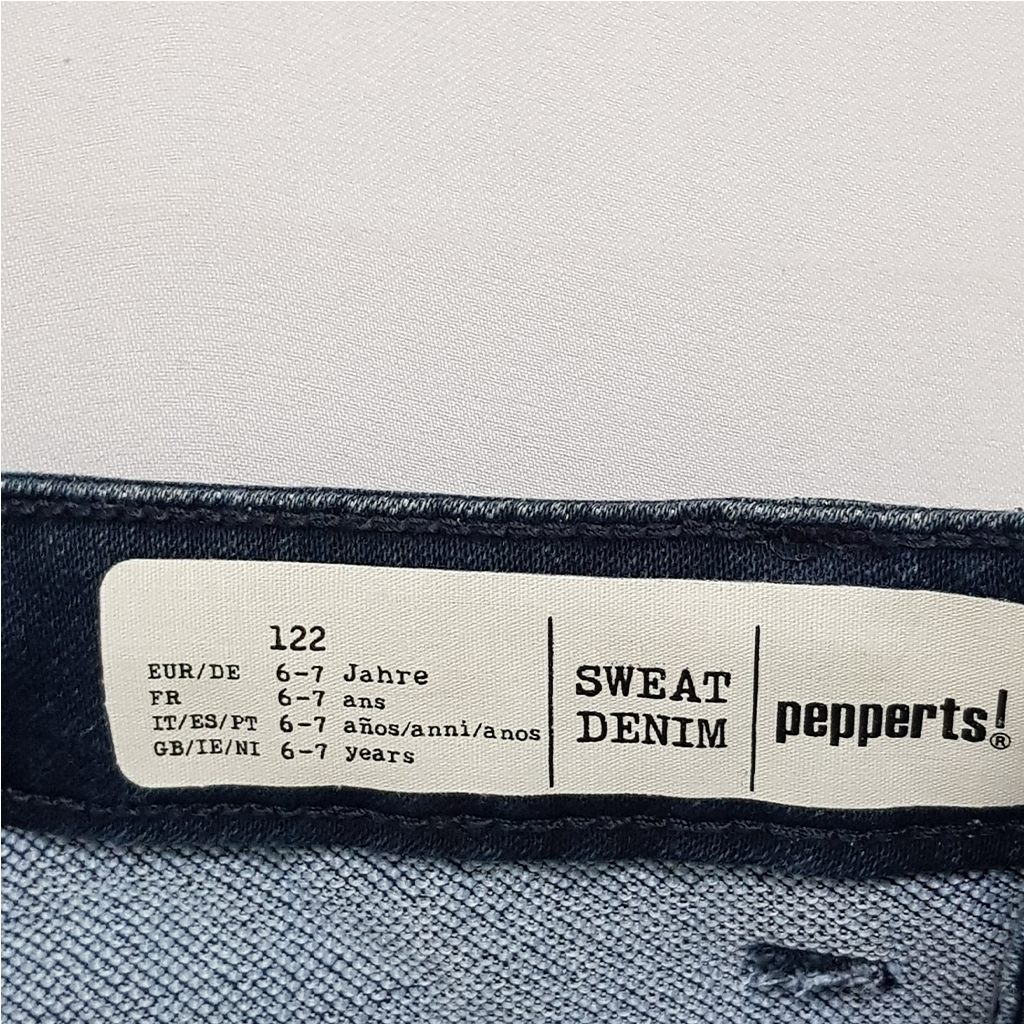 122
EUR/DE 6-7 Jahre
FR 6-7 ans
IT/ES/PT 6-7 años/anni/anos
GB/IE/NI 6-7 years
SWEAT
DENIM
pepperts!®